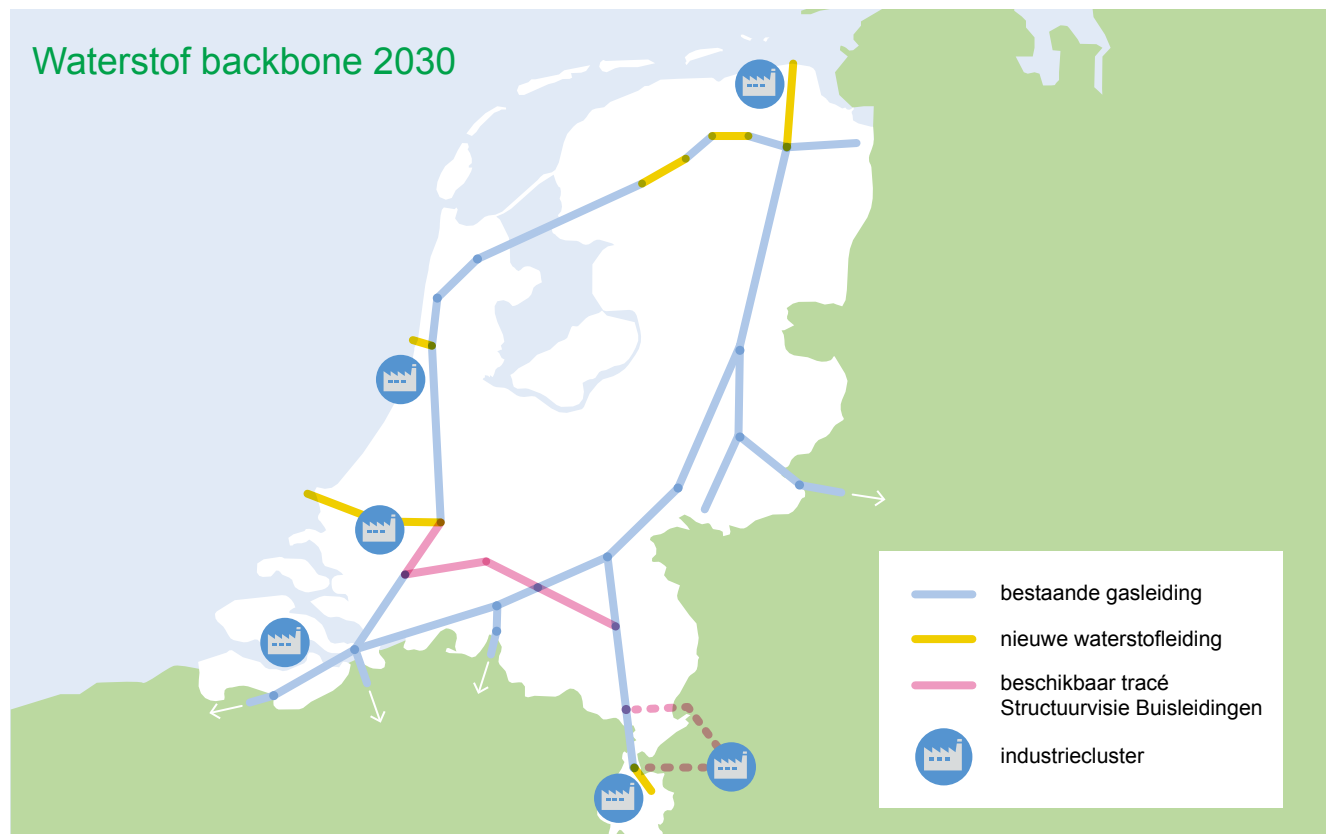 Waterstof backbone 2030
bestaande gasleiding
nieuwe waterstofleiding
beschikbaar tracé
Structuurvisie Buisleidingen
industriecluster